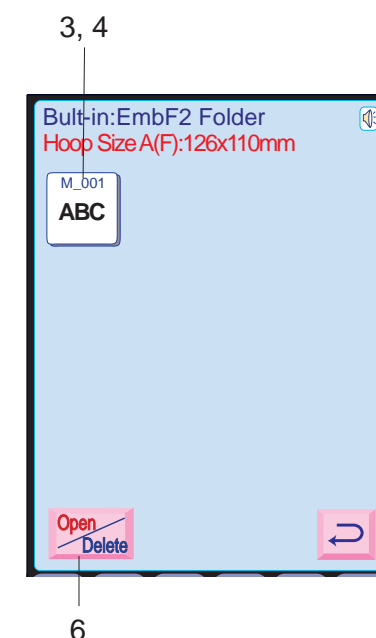 3, 4
Bult-in:EmbF2 Folder
Hoop Size A(F):126x110mm
M_001
ABC
Open
Delete
6